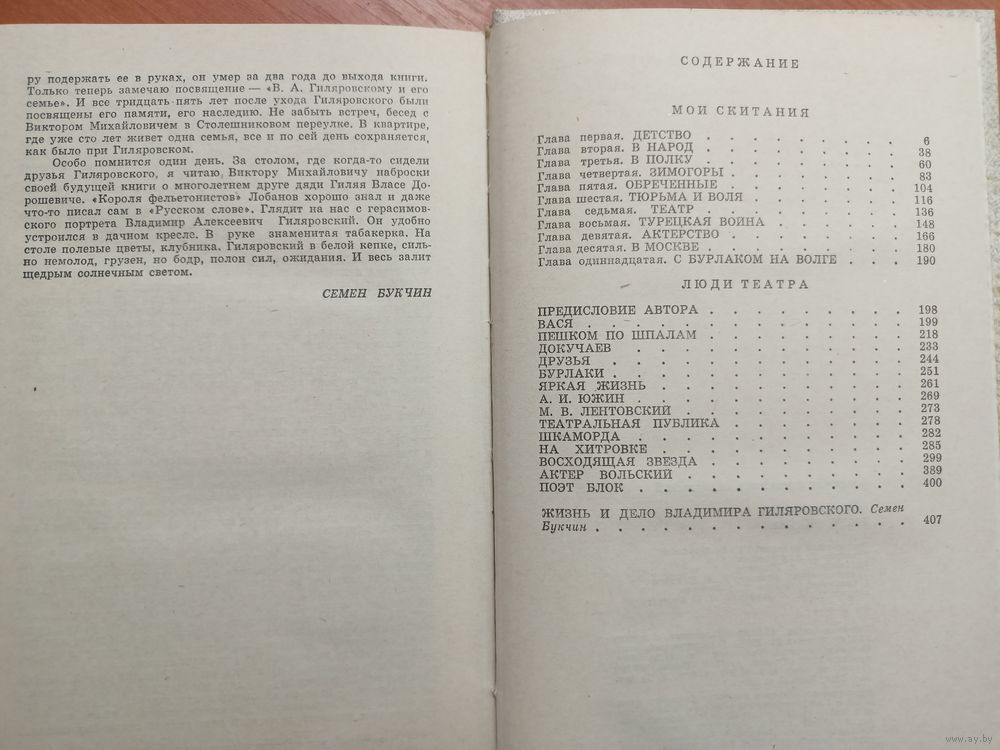 ру подержать ее в руках, он умер за два года до выхода книги.
Только теперь замечаю посвящение — «В. А. Гиляровскому и его
семье». И все тридцать пять лет после ухода Гиляровского были
посвящены его памяти, его наследию. Не забыть встреч, бесед с
Виктором Михайловичем в Столешниковом переулке. В квартире,
где уже сто лет живет одна семья, все и по сей день сохраняется,
как было при Гиляровском.
Особо помнится один день. За столом, где когда-то сидели
друзья Гиляровского, я читаю Виктору Михайловичу наброски
своей будущей книги о многолетнем друге дяди Гиляя Власе До-
рошевиче. «Короля фельетонистов» Лобанов хорошо знал и даже
что-то писал сам в «Русском слове». Глядит на нас с герасимов-
ского портрета Владимир Алексеевич Гиляровский. Он удобно
устроился в дачном кресле. В руке знаменитая табакерка. На
столе полевые цветы, клубника. Гиляровский в белой кепке, силь-
но немолод, грузен, но бодр, полон сил, ожидания. И весь залит
щедрым солнечным светом.
СЕМЕН БУКЧИН
СОДЕРЖАНИЕ
МОИ СКИТАНИЯ
Глава первая. ДЕТСТВО . . . . . . . . . 6
Глава вторая. В НАРОД . . . . . . . . . 38
Глава третья. В ПОЛКУ . . . . . . . . . 60
Глава четвертая. ЗИМОГОРЫ . . . . . . . . 83
Глава пятая. ОБРЕЧЕННЫЕ . . . . . . . . 104
Глава шестая. ТЮРЬМА И ВОЛЯ . . . . . . . 116
Глава седьмая. ТЕАТР . . . . . . . . . 136
Глава восьмая. ТУРЕЦКАЯ ВОЙНА . . . . . . 148
Глава девятая. АКТЕРСТВО . . . . . . . . 166
Глава десятая. В МОСКВЕ . . . . . . . . . 180
Глава одиннадцатая. С БУРЛАКОМ НА ВОЛГЕ . . . 190
ЛЮДИ ТЕАТРА
ПРЕДИСЛОВИЕ АВТОРА . . . . . . . . . 198
ВАСЯ . . . . . . . . . . . . . 199
ПЕШКОМ ПО ШПАЛАМ . . . . . . . . . 218
ДОКУЧАЕВ . . . . . . . . . . . . 233
ДРУЗЬЯ . . . . . . . . . . . . 244
БУРЛАКИ . . . . . . . . . . . . 251
ЯРКАЯ ЖИЗНЬ . . . . . . . . . . . 261
А. И. ЮЖИН . . . . . . . . . . . 269
М. В. ЛЕНТОВСКИЙ . . . . . . . . . . 273
ТЕАТРАЛЬНАЯ ПУБЛИКА . . . . . . . . 278
ШКАМОРДА . . . . . . . . . . . . 282
НА ХИТРОВКЕ . . . . . . . . . . . 285
ВОСХОДЯЩАЯ ЗВЕЗДА . . . . . . . . . 299
АКТЕР ВОЛЬСКИЙ . . . . . . . . . . 389
ПОЭТ БЛОК . . . . . . . . . . . . 400
ЖИЗНЬ И ДЕЛО ВЛАДИМИРА ГИЛЯРОВСКОГО. Семен
Букчин . . . . . . . . . . . . . 407
www.ay.by